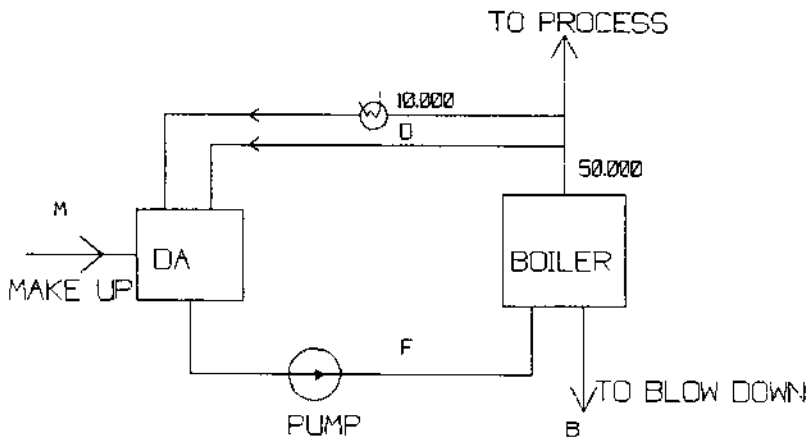 TO PROCESS
10.000
D
50.000
M
DA
BOILER
MAKE UP
F
TO BLOW DOWN
PUMP
B